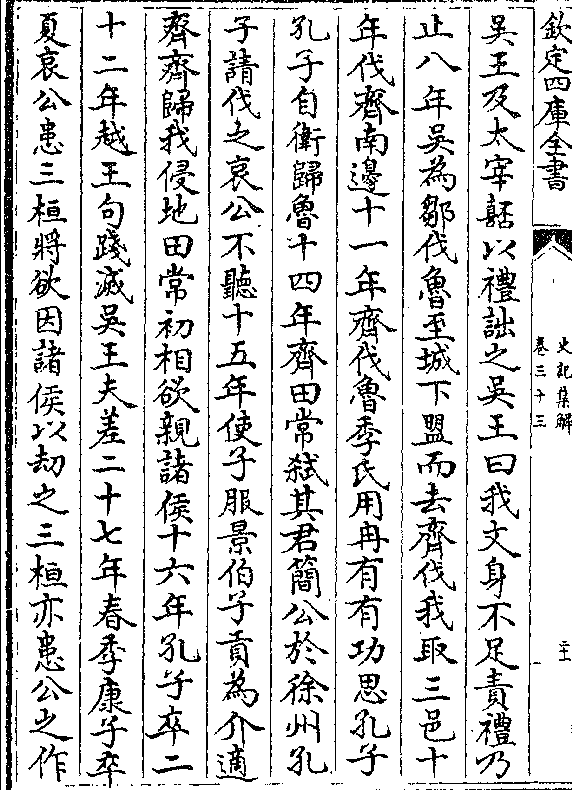 欽定四庫全書
史記集解
卷三十三
吳王及太宰嚭以禮詘之吳王曰我文身不足責禮乃
止八年吳為鄒伐魯至城下盟而去齊伐我取三邑十
年伐齊南邊十一年齊伐魯季氏用冉有有功思孔子
孔子自衛歸魯十四年齊田常弑其君簡公於徐州孔
子請伐之哀公不聽十五年使子服景伯子貢為介適
齊齊歸我侵地田常初相欲親諸侯十六年孔子卒二
十二年越王句踐滅吳王夫差二十七年春季康子卒
夏哀公患三桓將欲因諸侯以劫之三桓亦患公之作